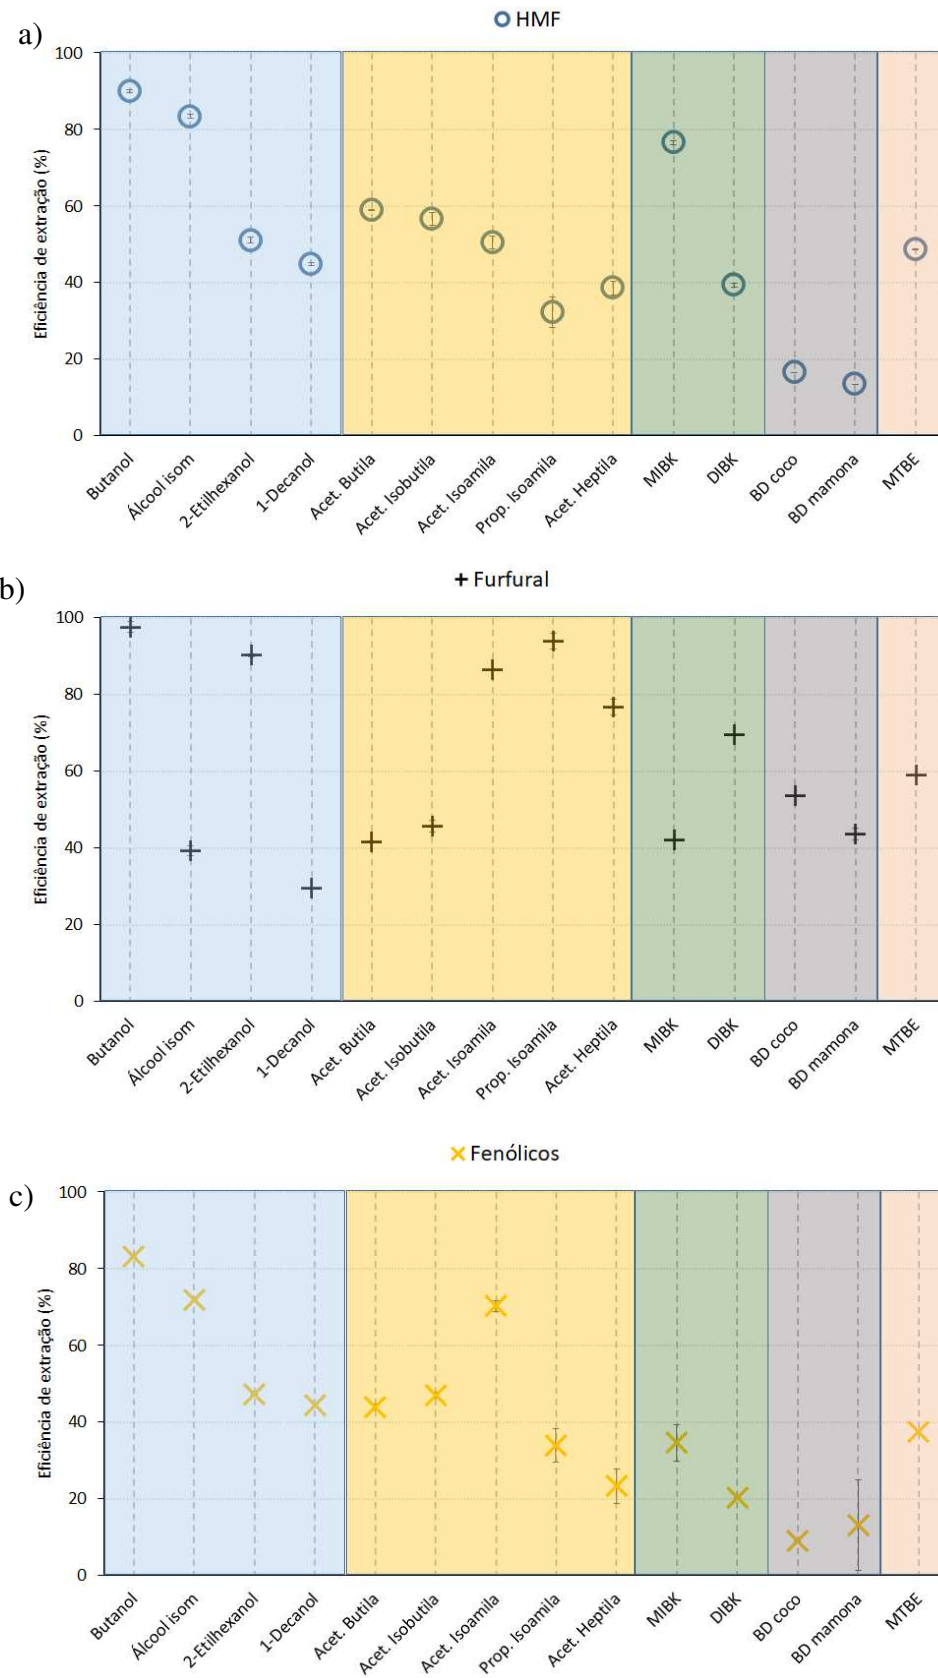 a)
HMF
100
80
60
40
20
0
Eficiência de extração (%)
Butanol
Álcool isom
2-Etilhexanol
1-Decanol
Acet. Butila
Acet. Isobutila
Acet. Isoamila
Prop. Isoamila
Acet. Heptila
MIBK
DIBK
BD coco
BD mamona
MTBE
b)
Furfural
100
80
60
40
20
0
Eficiência de extração (%)
Butanol
Álcool isom
2-Etilhexanol
1-Decanol
Acet. Butila
Acet. Isobutila
Acet. Isoamila
Prop. Isoamila
Acet. Heptila
MIBK
DIBK
BD coco
BD mamona
MTBE
c)
Fenólicos
100
80
60
40
20
0
Eficiência de extração (%)
Butanol
Álcool isom
2-Etilhexanol
1-Decanol
Acet. Butila
Acet. Isobutila
Acet. Isoamila
Prop. Isoamila
Acet. Heptila
MIBK
DIBK
BD coco
BD mamona
MTBE